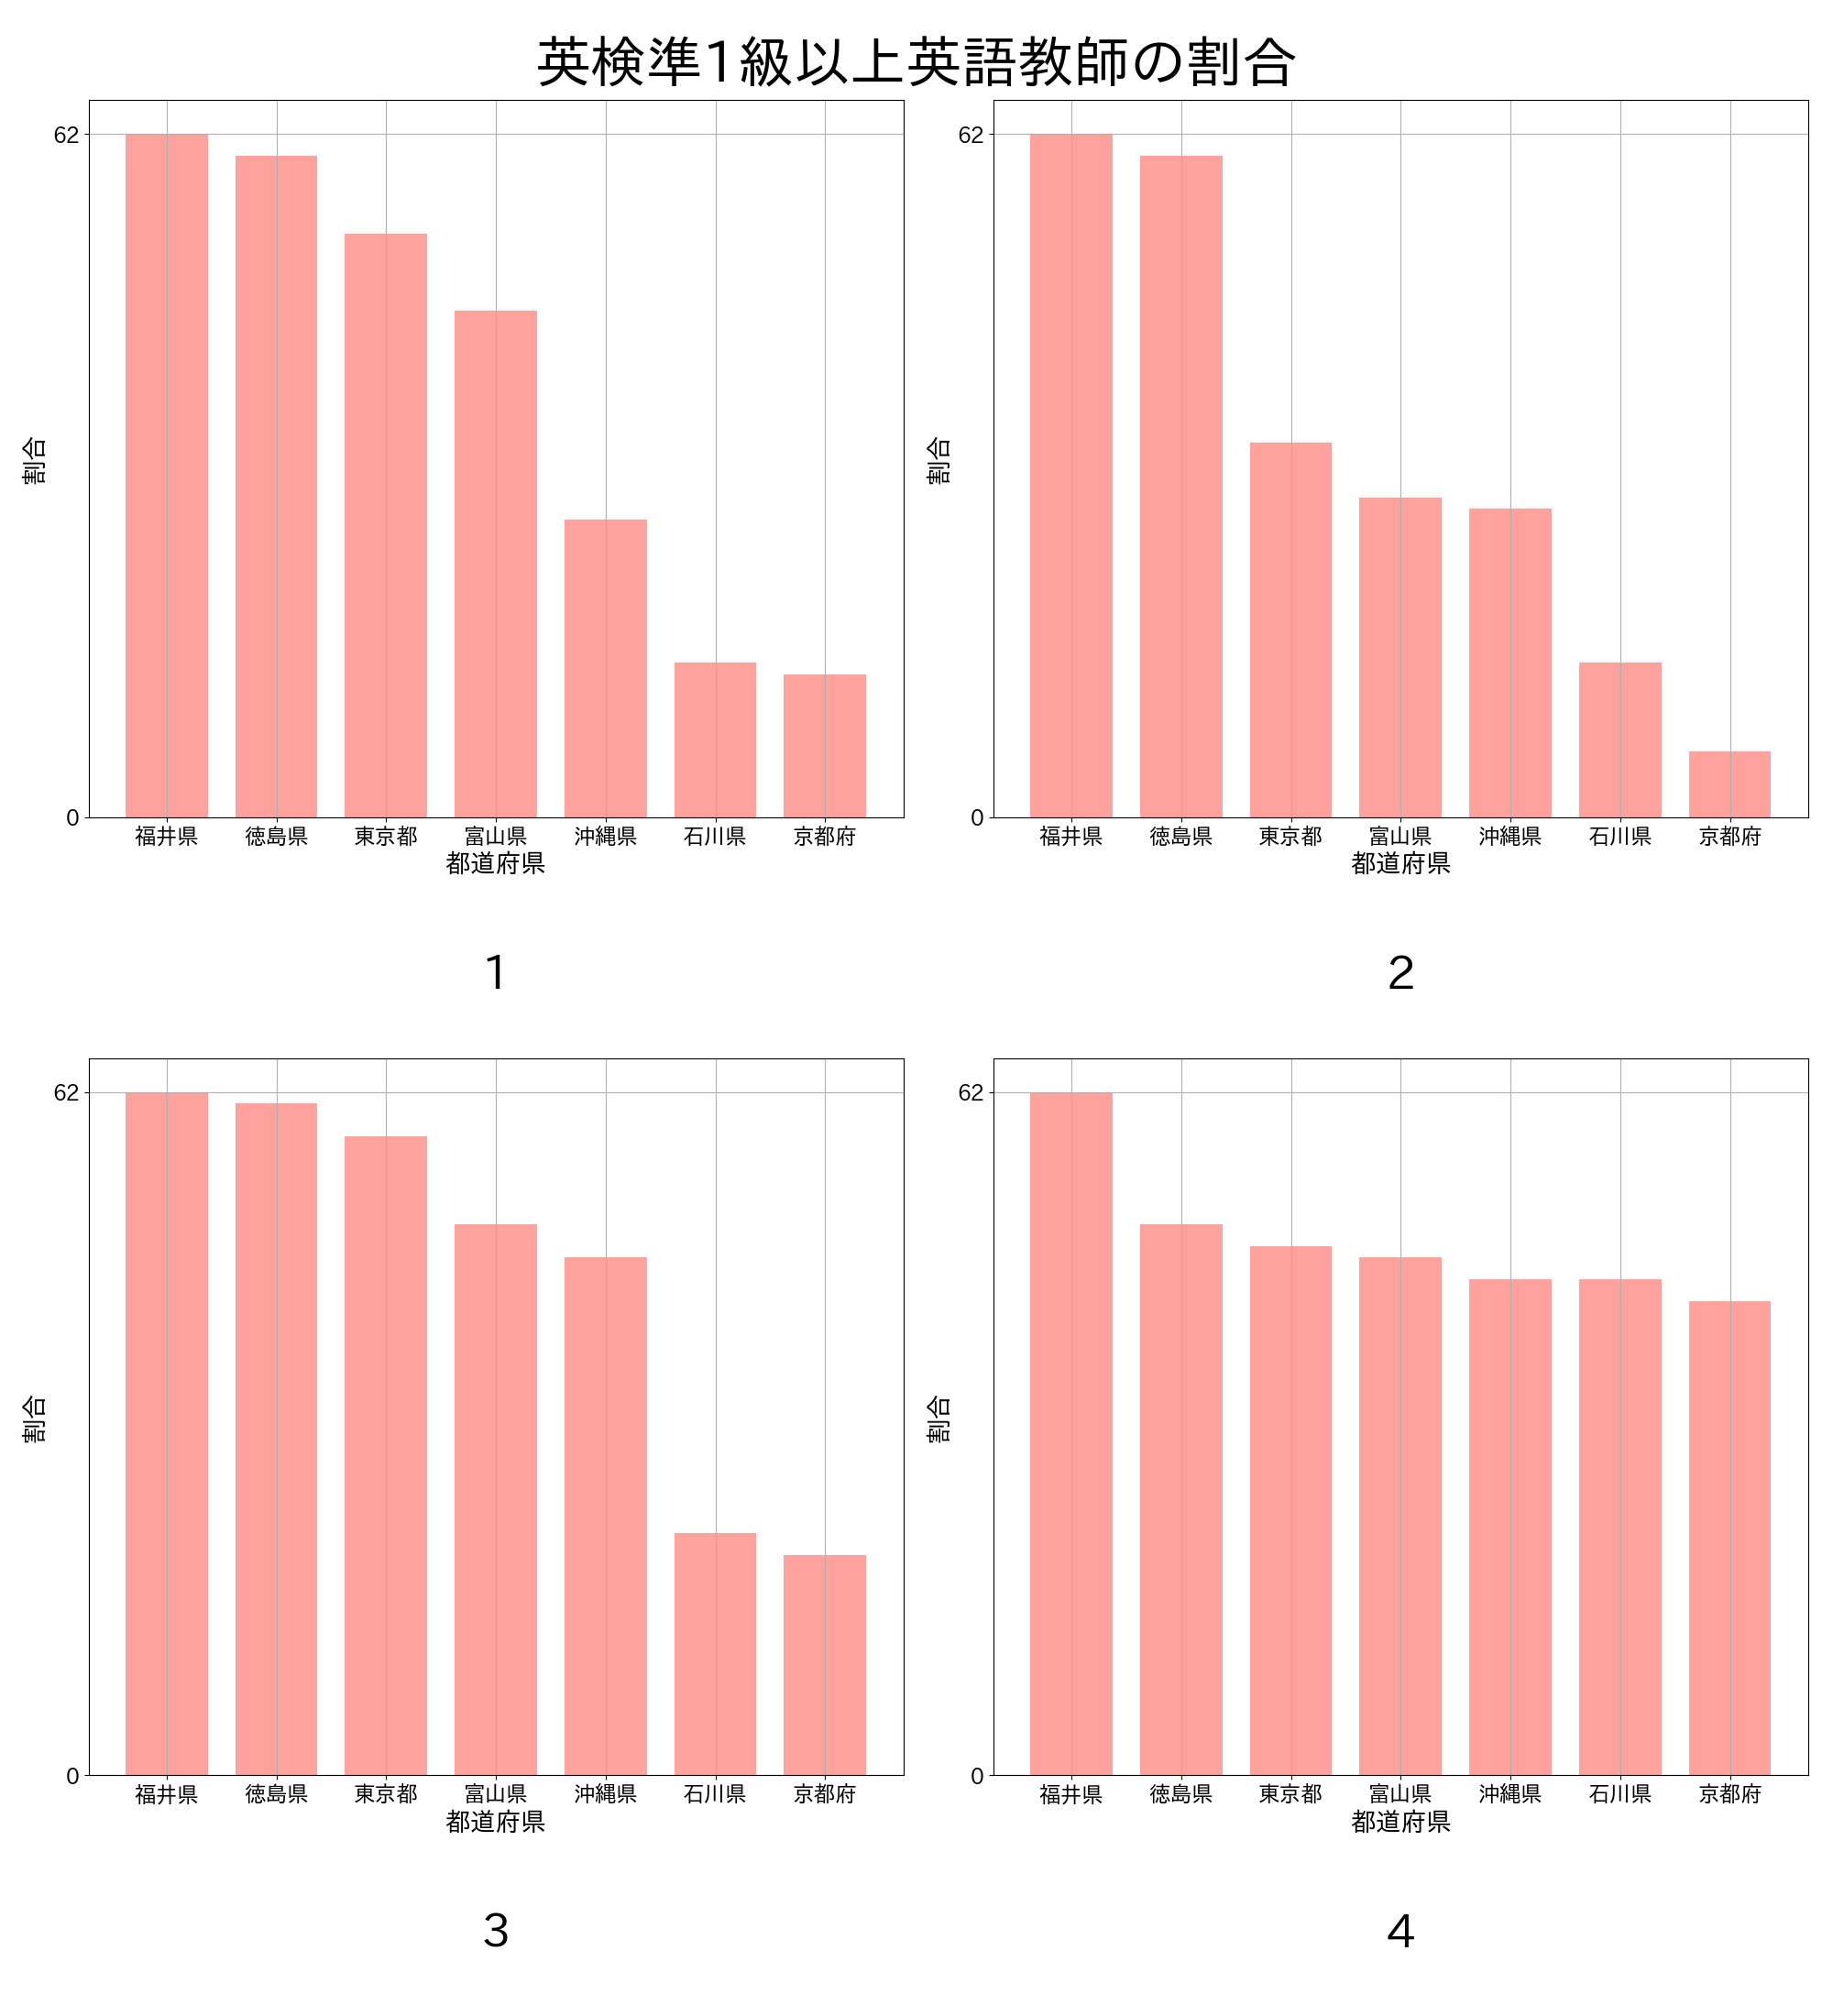 英検準1級以上英語教師の割合
62
0
割合
福井県 徳島県 東京都 富山県 沖縄県 石川県 京都府
都道府県
1
62
0
割合
福井県 徳島県 東京都 富山県 沖縄県 石川県 京都府
都道府県
2
62
0
割合
福井県 徳島県 東京都 富山県 沖縄県 石川県 京都府
都道府県
3
62
0
割合
福井県 徳島県 東京都 富山県 沖縄県 石川県 京都府
都道府県
4